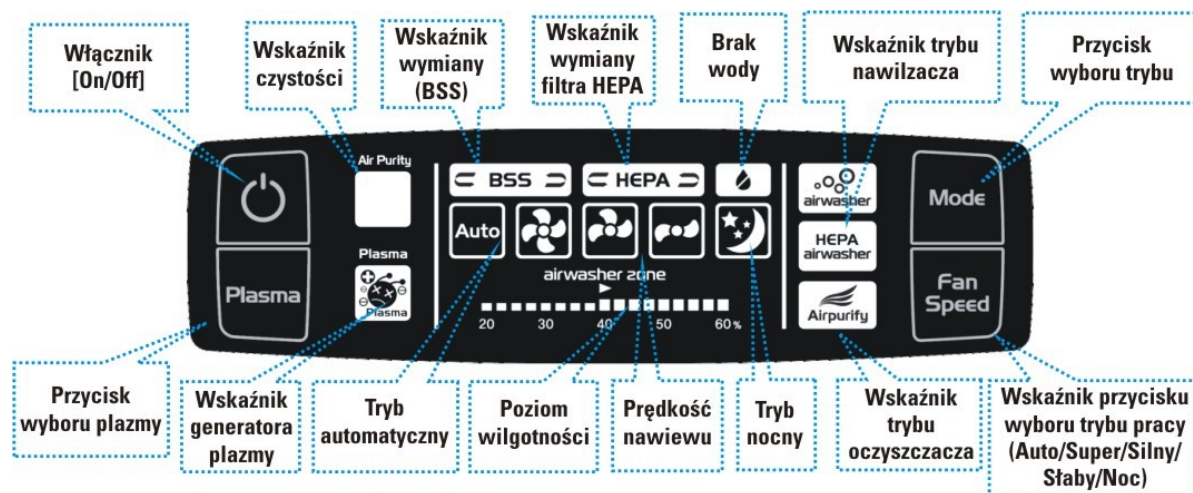 Włącznik
[On/Off]
Wskaźnik
czystości
Wskaźnik
wymiany
(BSS)
Wskaźnik
wymiany
filtra HEPA
Brak
wody
Wskaźnik trybu
nawilzacza
Przycisk
wyboru trybu
Air Purity
BSS
HEPA
airwasher
Mode
Auto
HEPA
airwasher
Plasma
Plasma
Plasma
airwasher zone
20 30 40 50 60%
Airpurify
Fan
Speed
Przycisk
wyboru plazmy
Wskaźnik
generatora
plazmy
Tryb
automatyczny
Poziom
wilgotności
Prędkość
nawiewu
Tryb
nocny
Wskaźnik
trybu
oczyszczacza
Wskaźnik przycisku
wyboru trybu pracy
(Auto/Super/Silny/
Słaby/Noc)